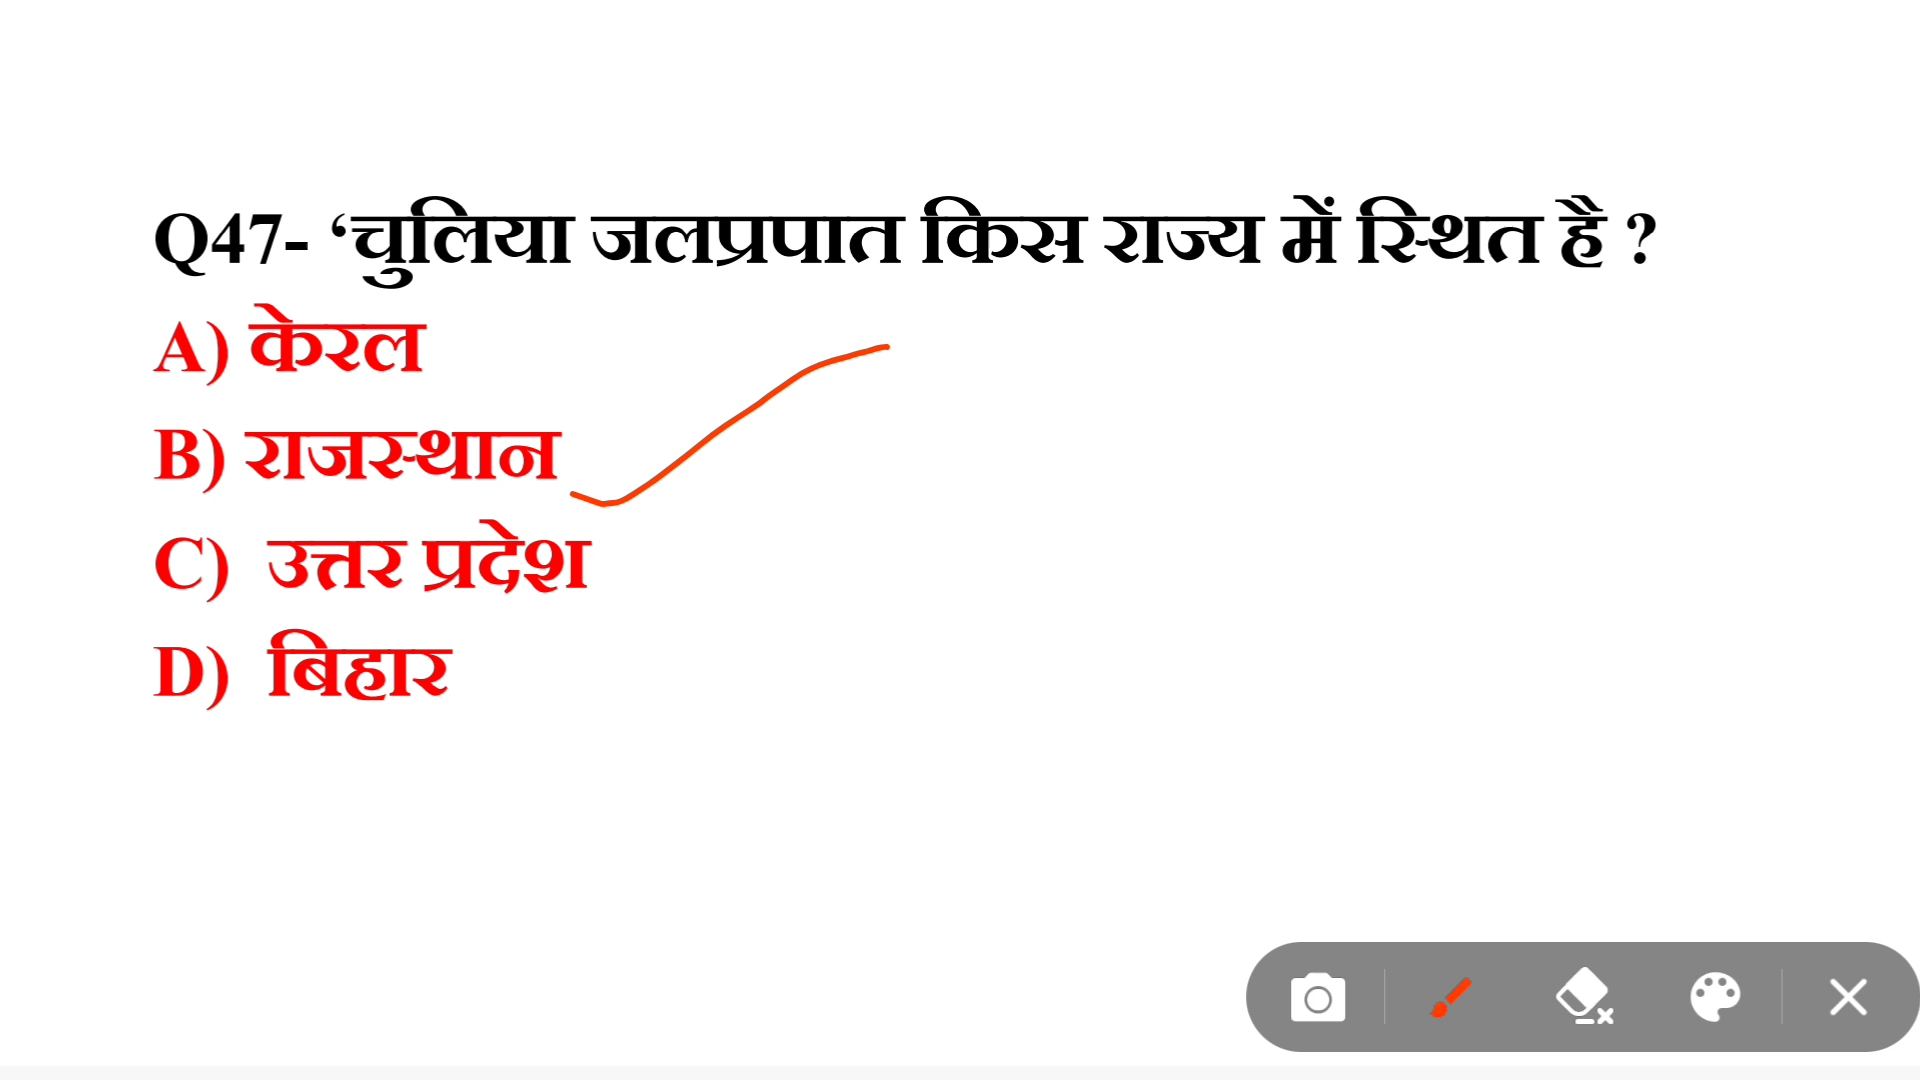 Q47- ‘चुलिया जलप्रपात किस राज्य में स्थित है ?
A) केरल
B) राजस्थान
C) उत्तर प्रदेश
D) बिहार